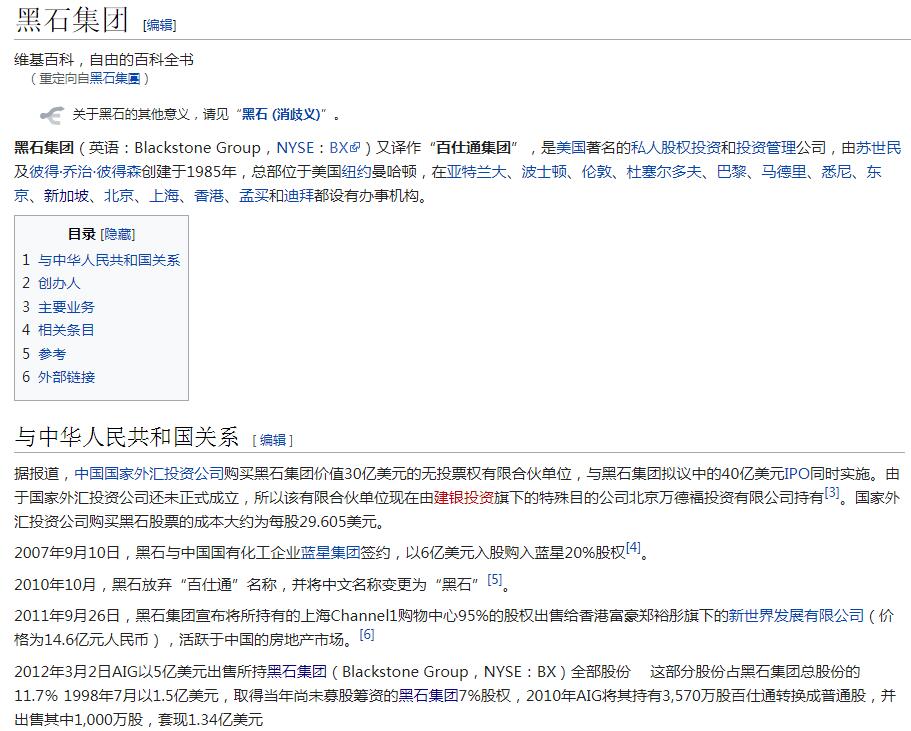 黑石集团 [编辑]
维基百科，自由的百科全书
（重定向自黑石集團）
关于黑石的其他意义，请见“黑石 (消歧义)”。
黑石集团（英语：Blackstone Group，NYSE：BX）又译作“百仕通集团”，是美国著名的私人股权投资和投资管理公司，由苏世民
及彼得·乔治·彼得森创建于1985年，总部位于美国纽约曼哈顿，在亚特兰大、波士顿、伦敦、杜塞尔多夫、巴黎、马德里、悉尼、东
京、新加坡、北京、上海、香港、孟买和迪拜都设有办事机构。
目录 [隐藏]
1 与中华人民共和国关系
2 创办人
3 主要业务
4 相关条目
5 参考
6 外部链接
与中华人民共和国关系 [编辑]
据报道，中国国家外汇投资公司购买黑石集团价值30亿美元的无投票权有限合伙单位，与黑石集团拟议中的40亿美元IPO同时实施。由
于国家外汇投资公司还未正式成立，所以该有限合伙单位现在由建银投资旗下的特殊目的公司北京万德福投资有限公司持有[3]。国家外
汇投资公司购买黑石股票的成本大约为每股29.605美元。
2007年9月10日，黑石与中国国有化工企业蓝星集团签约，以6亿美元入股购入蓝星20%股权[4]。
2010年10月，黑石放弃“百仕通”名称，并将中文名称变更为“黑石”[5]。
2011年9月26日，黑石集团宣布将所持有的上海Channel1购物中心95%的股权出售给香港富豪郑裕彤旗下的新世界发展有限公司（价
格为14.6亿元人民币），活跃于中国的房地产市场。[6]
2012年3月2日AIG以5亿美元出售所持黑石集团（Blackstone Group，NYSE：BX）全部股份 这部分股份占黑石集团总股份的
11.7% 1998年7月以1.5亿美元，取得当年尚未募股筹资的黑石集团7%股权，2010年AIG将其持有3,570万股百仕通转换成普通股，并
出售其中1,000万股，套现1.34亿美元